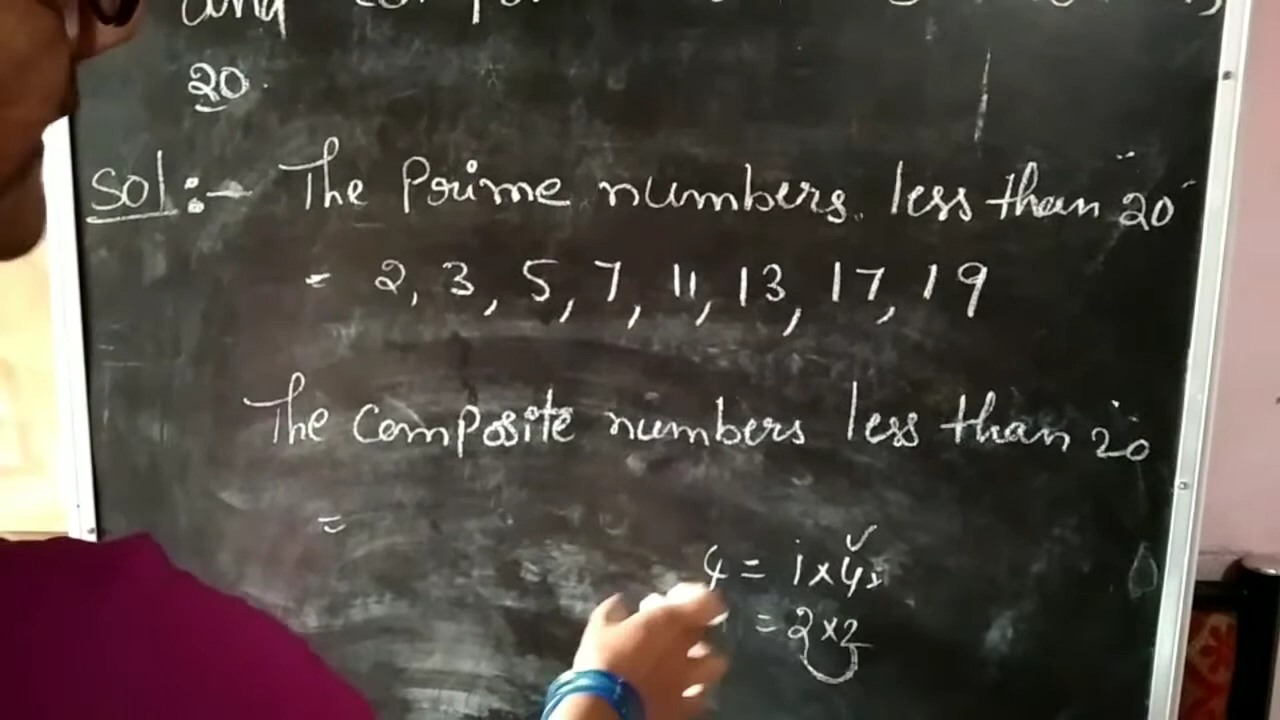 and
20.
Sol:- The Prime numbers less than 20
= 2, 3, 5, 7, 11, 13, 17, 19
The Composite numbers less than 20
=
4 = 1×4
= 2×2